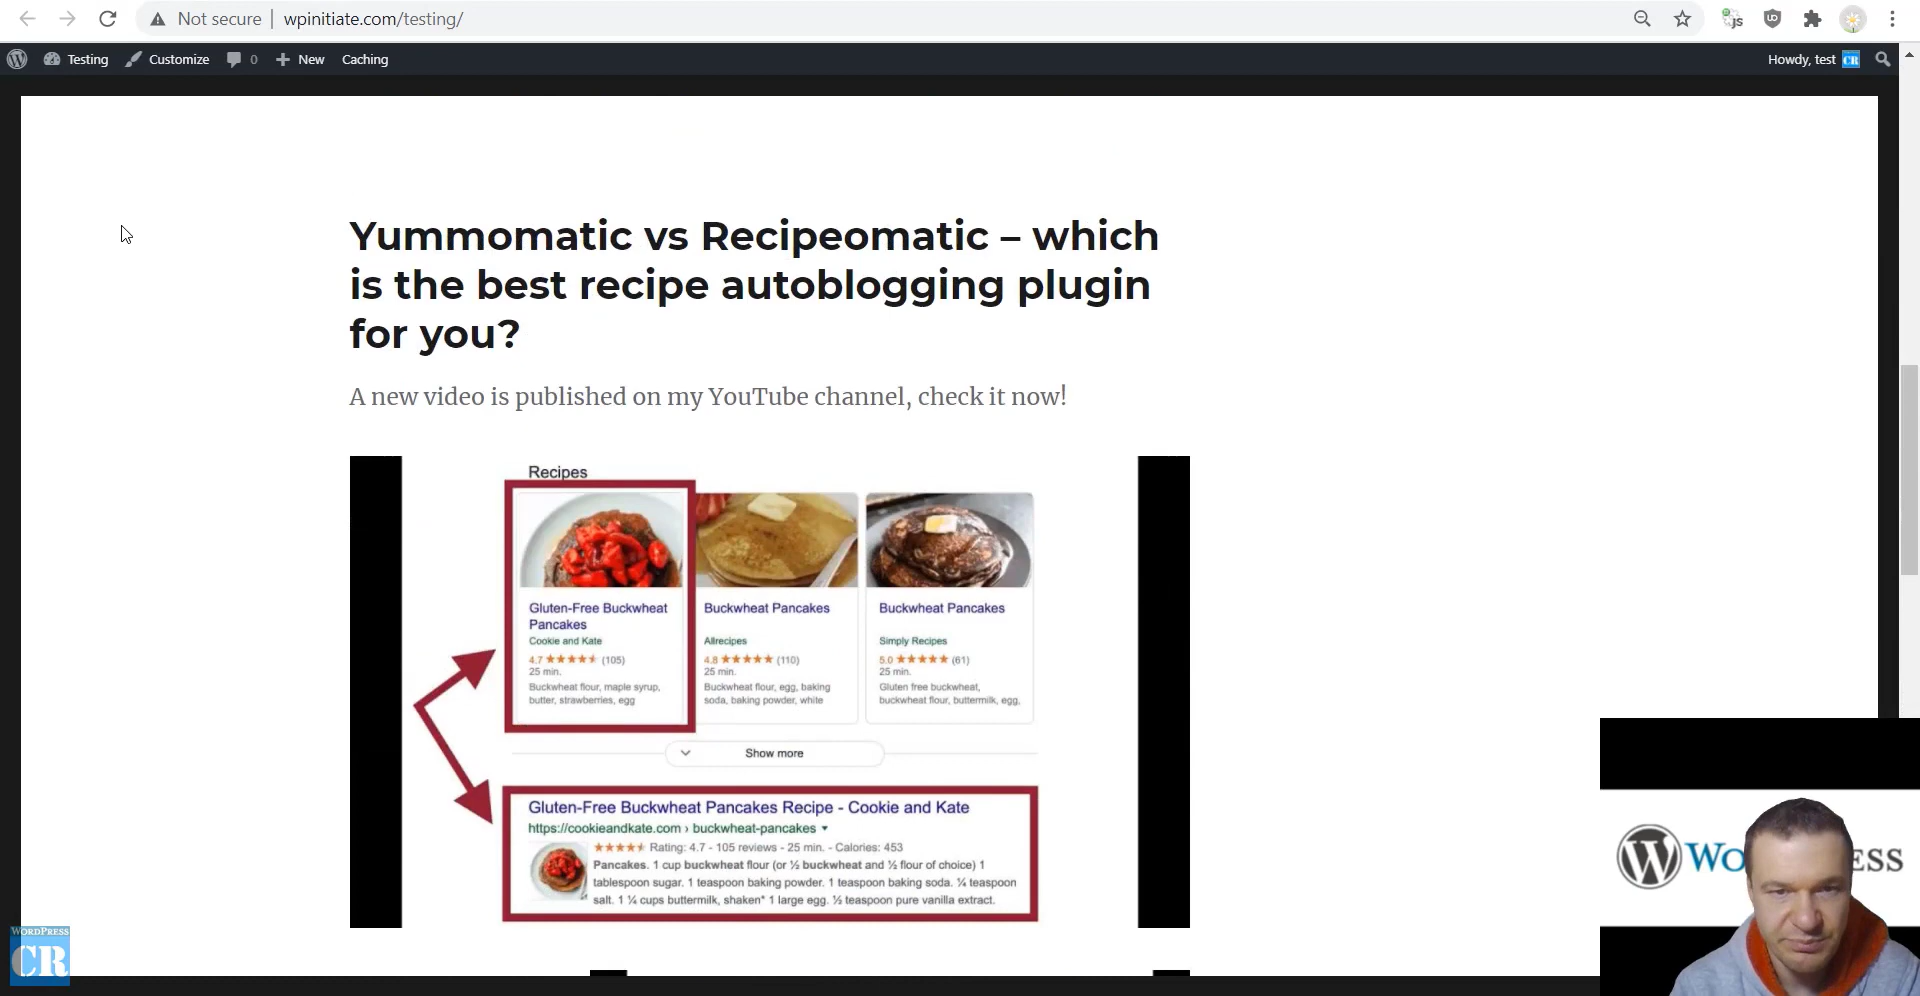 Not secure
wpinitiate.com/testing/
JS
Testing
Customize
0
New
Caching
Howdy, test
CR
Yummomatic vs Recipeomatic – which
is the best recipe autoblogging plugin
for you?
A new video is published on my YouTube channel, check it now!
Recipes
Gluten-Free Buckwheat
Pancakes
Cookie and Kate
4.7 ★★★★★ (105)
25 min.
Buckwheat flour, maple syrup,
butter, strawberries, egg
Buckwheat Pancakes
Allrecipes
4.8 ★★★★★ (110)
25 min.
Buckwheat flour, egg, baking
soda, baking powder, white
Buckwheat Pancakes
Simply Recipes
5.0 ★★★★★ (61)
25 min.
Gluten free buckwheat,
buckwheat flour, buttermilk, egg,
Show more
Gluten-Free Buckwheat Pancakes Recipe - Cookie and Kate
https://cookieandkate.com › buckwheat-pancakes
★★★★★ Rating: 4.7 - 105 reviews - 25 min. - Calories: 453
Pancakes. 1 cup buckwheat flour (or ½ buckwheat and ½ flour of choice) 1
tablespoon sugar. 1 teaspoon baking powder. 1 teaspoon baking soda. ¼ teaspoon
salt. 1 ¼ cups buttermilk, shaken* 1 large egg. ½ teaspoon pure vanilla extract.
WORDPRESS
CR
WO ESS